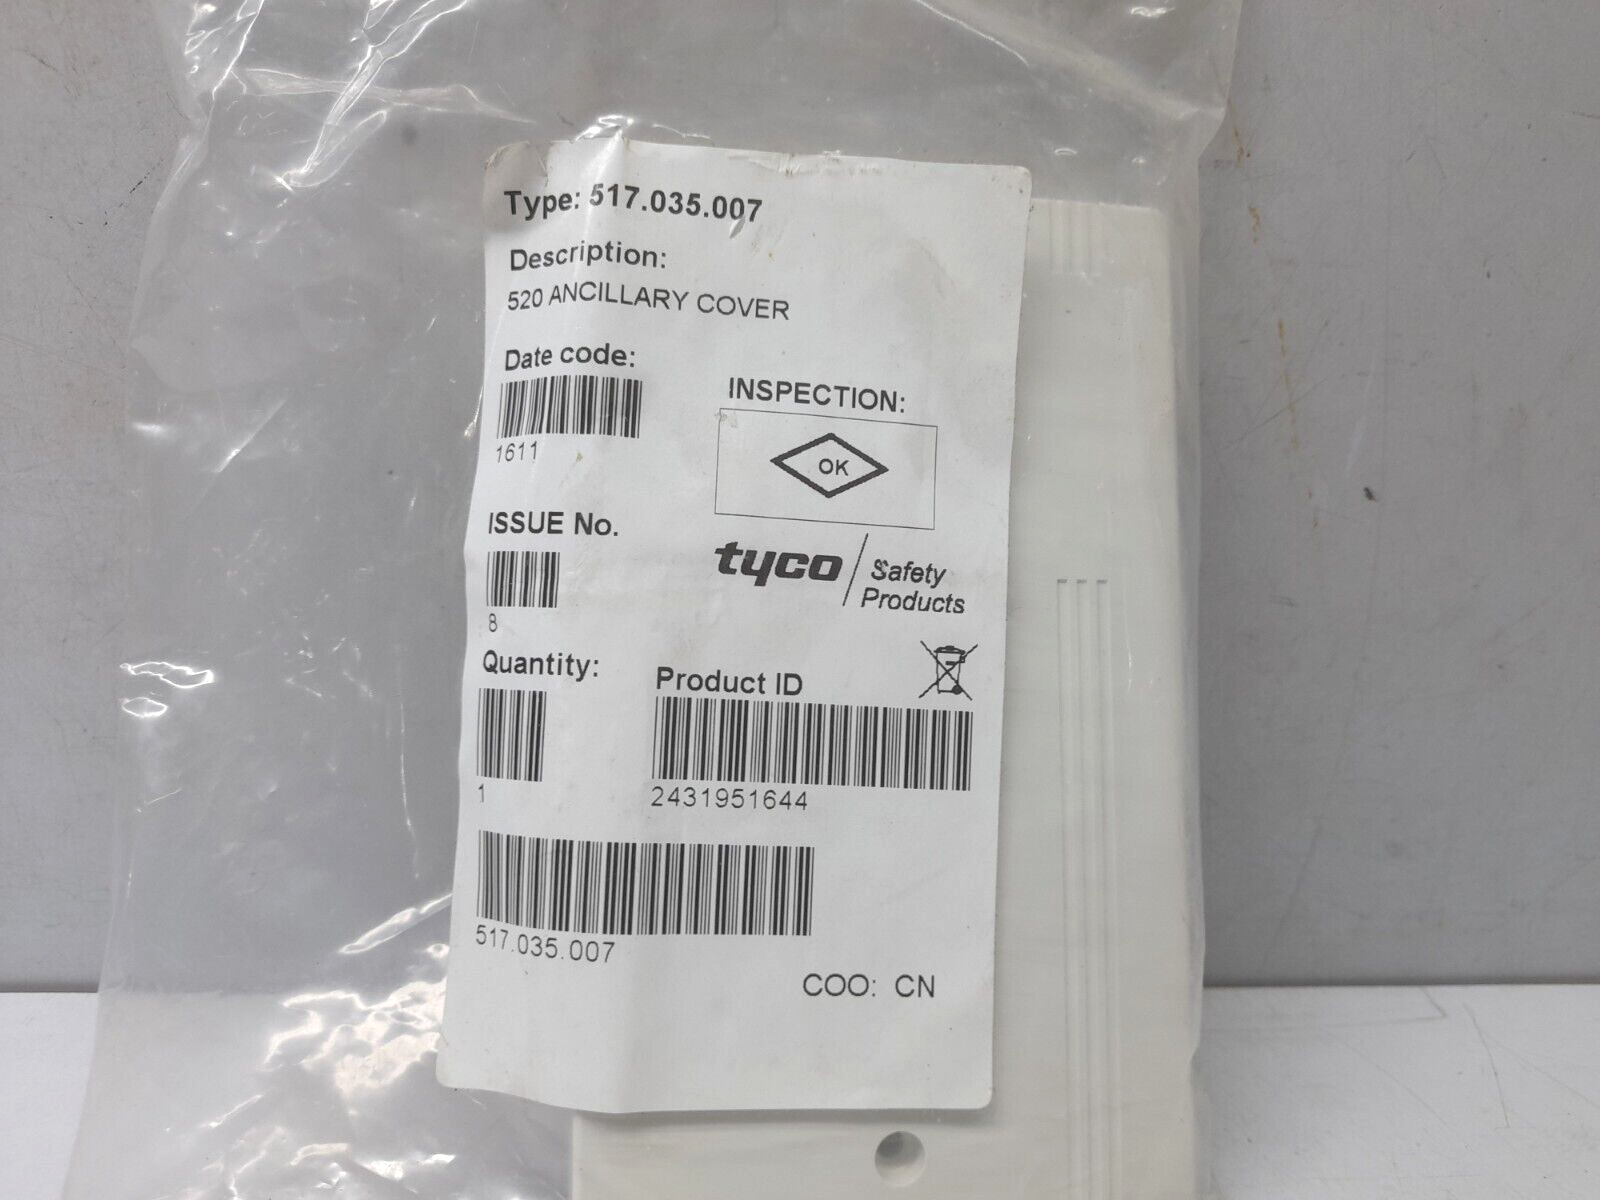 Type: 517.035.007
Description:
520 ANCILLARY COVER
Date code:
1611
INSPECTION:
OK
ISSUE No.
8
tyco Safety
Products
Quantity:
1
Product ID
2431951644
517.035.007
COO: CN